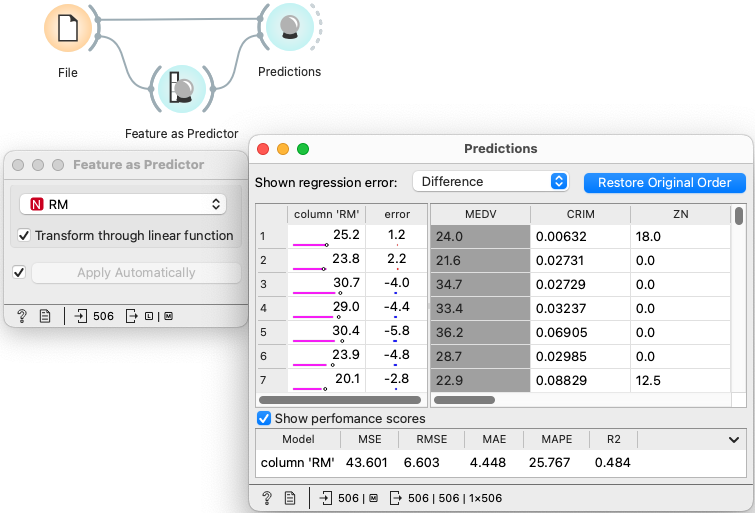 File
Predictions
Feature as Predictor
Feature as Predictor
N RM
Transform through linear function
Apply Automatically
? 506 L | M
Predictions
Shown regression error: Difference Restore Original Order
column 'RM' error MEDV CRIM ZN
1 25.2 1.2 24.0 0.00632 18.0
2 23.8 2.2 21.6 0.02731 0.0
3 30.7 -4.0 34.7 0.02729 0.0
4 29.0 -4.4 33.4 0.03237 0.0
5 30.4 -5.8 36.2 0.06905 0.0
6 23.9 -4.8 28.7 0.02985 0.0
7 20.1 -2.8 22.9 0.08829 12.5
Show perfomance scores
Model MSE RMSE MAE MAPE R2
column 'RM' 43.601 6.603 4.448 25.767 0.484
? 506 | M 506 | 506 | 1×506